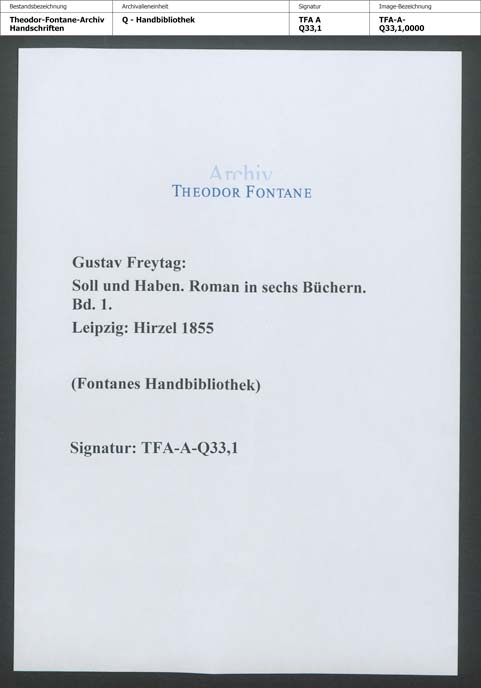 Bestandsbezeichnung Archivalieneinheit Signatur Image-Bezeichnung
Theodor-Fontane-Archiv Q - Handbibliothek TFA A TFA-A-
Handschriften Q33,1 Q33,1,0000
Archiv
THEODOR FONTANE
Gustav Freytag:
Soll und Haben. Roman in sechs Büchern.
Bd. 1.
Leipzig: Hirzel 1855
(Fontanes Handbibliothek)
Signatur: TFA-A-Q33,1